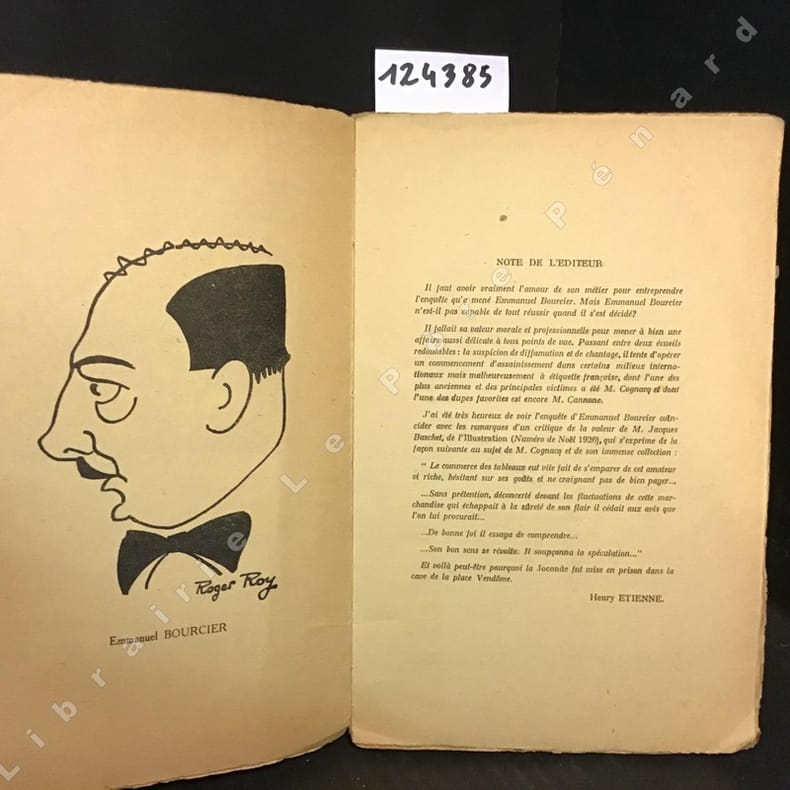 124385
Roger Roy
Emmanuel BOURCIER
NOTE DE L'EDITEUR
Il faut avoir vraiment l'amour de son métier pour entreprendre
l'enquête qu'a mené Emmanuel Bourcier. Mais Emmanuel Bourcier
n'est-il pas capable de tout réussir quand il s'est décidé?
Il fallait sa valeur morale et professionnelle pour mener à bien une
affaire aussi délicate à tous points de vue. Passant entre deux écueils
redoutables : la suspicion de diffamation et de chantage, il tente d'opérer
un commencement d'assainissement dans certains milieux interna-
tionaux mais malheureusement à étiquette française, dont l'une des
plus anciennes et des principales victimes a été M. Cognacq et dont
l'une des dupes favorites est encore M. Cannone.
J'ai été très heureux de voir l'enquête d'Emmanuel Bourcier coïn-
cider avec les remarques d'un critique de la valeur de M. Jacques
Baschet, de l'Illustration (Numéro de Noël 1926), qui s'exprime de la
façon suivante au sujet de M. Cognacq et de son immense collection :
" Le commerce des tableaux eut vite fait de s'emparer de cet amateur
si riche, hésitant sur ses goûts et ne craignant pas de bien payer...
...Sans prétention, déconcerté devant les fluctuations de cette mar-
chandise qui échappait à la sûreté de son flair il cédait aux avis que
l'on lui procurait...
...De bonne foi il essaya de comprendre...
...Son bon sens se révolta. Il soupçonna la spéculation..."
Et voilà peut-être pourquoi la Joconde fut mise en prison dans la
cave de la place Vendôme.
Henry ETIENNE.
Librairie Le Père Pénard